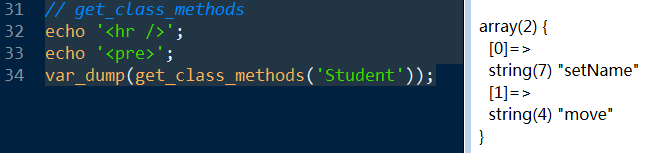 31 // get_class_methods
32 echo '<hr />';
33 echo '<pre>';
34 var_dump(get_class_methods('Student'));
array(2) {
[0]=>
string(7) "setName"
[1]=>
string(4) "move"
}